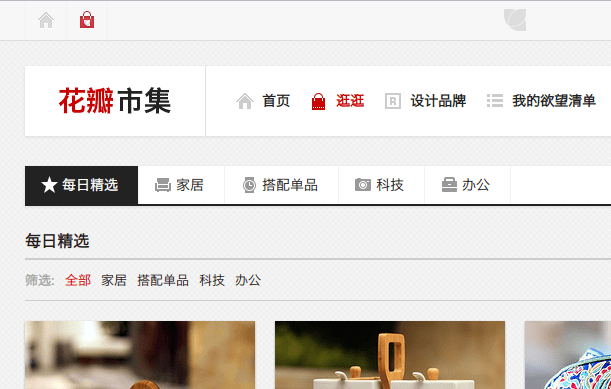 花瓣市集 首页 逛逛 设计品牌 我的欲望清单
每日精选 家居 搭配单品 科技 办公
每日精选
筛选: 全部 家居 搭配单品 科技 办公